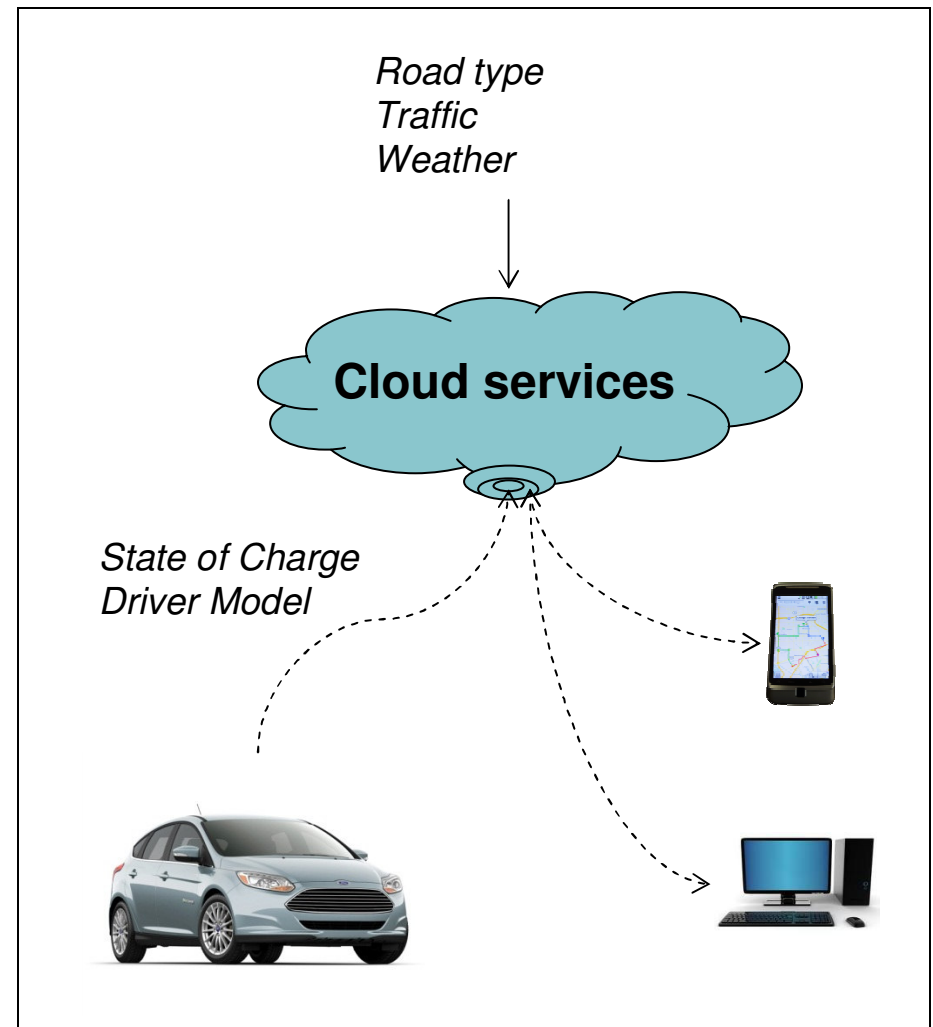 Road type
Traffic
Weather
Cloud services
State of Charge
Driver Model